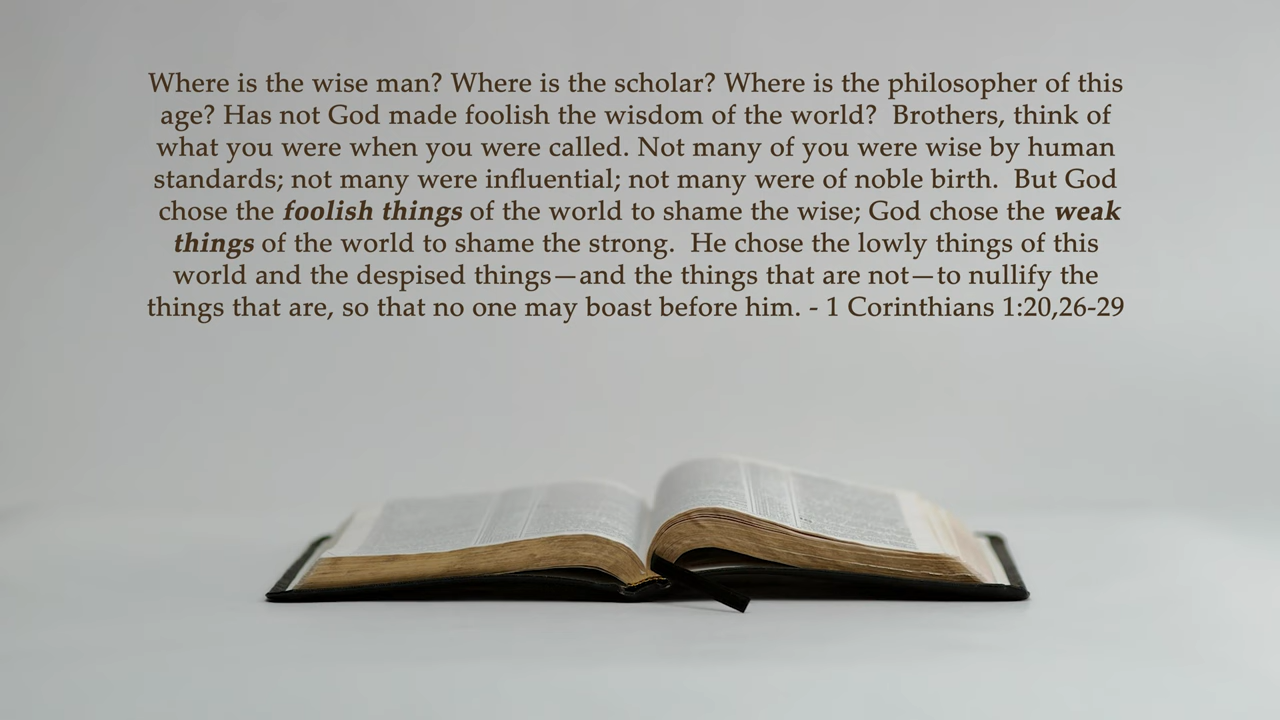 Where is the wise man? Where is the scholar? Where is the philosopher of this
age? Has not God made foolish the wisdom of the world?  Brothers, think of
what you were when you were called. Not many of you were wise by human
standards; not many were influential; not many were of noble birth.  But God
chose the foolish things of the world to shame the wise; God chose the weak
things of the world to shame the strong.  He chose the lowly things of this
world and the despised things—and the things that are not—to nullify the
things that are, so that no one may boast before him. - 1 Corinthians 1:20,26-29